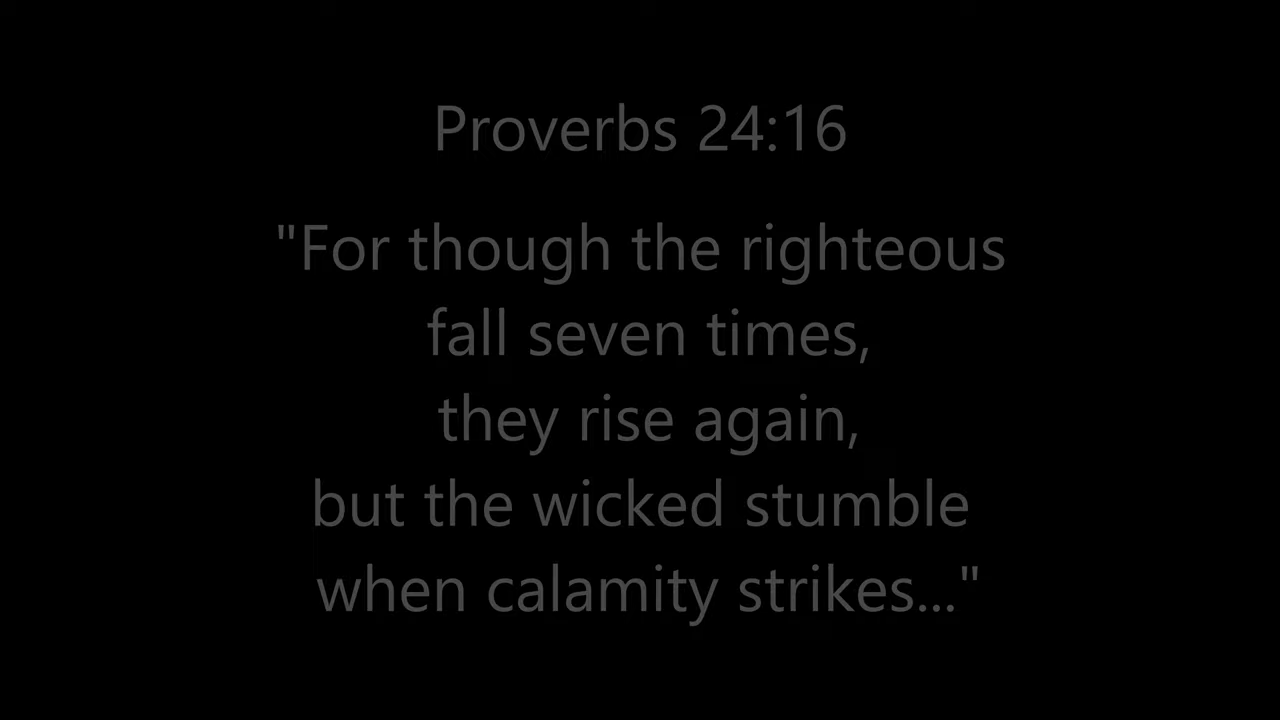 Proverbs 24:16
"For though the righteous
fall seven times,
they rise again,
but the wicked stumble
when calamity strikes..."